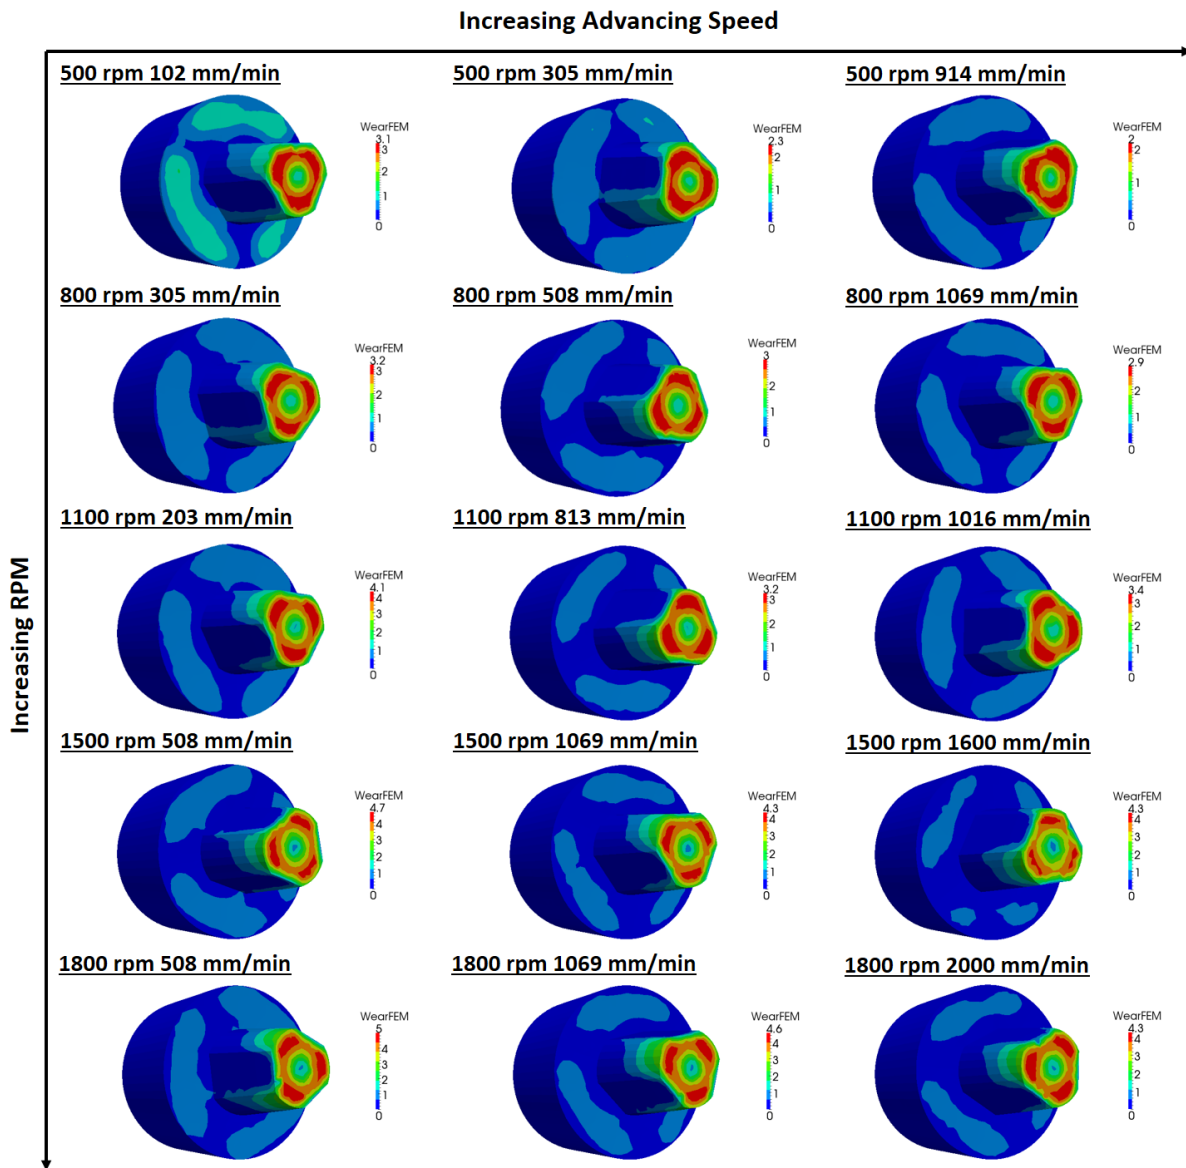 Increasing Advancing Speed
Increasing RPM
500 rpm 102 mm/min
WearFEM
3.1
3
2
1
0
500 rpm 305 mm/min
WearFEM
2.3
2
1
0
500 rpm 914 mm/min
WearFEM
2
2
1
0
800 rpm 305 mm/min
WearFEM
3.2
3
2
1
0
800 rpm 508 mm/min
WearFEM
3
2
1
0
800 rpm 1069 mm/min
WearFEM
2.9
2
1
0
1100 rpm 203 mm/min
WearFEM
4.1
4
3
2
1
0
1100 rpm 813 mm/min
WearFEM
3.2
3
2
1
0
1100 rpm 1016 mm/min
WearFEM
3.4
3
2
1
0
1500 rpm 508 mm/min
WearFEM
4.7
4
3
2
1
0
1500 rpm 1069 mm/min
WearFEM
4.3
4
3
2
1
0
1500 rpm 1600 mm/min
WearFEM
4.3
4
3
2
1
0
1800 rpm 508 mm/min
WearFEM
5
4
3
2
1
0
1800 rpm 1069 mm/min
WearFEM
4.6
4
3
2
1
0
1800 rpm 2000 mm/min
WearFEM
4.3
4
3
2
1
0